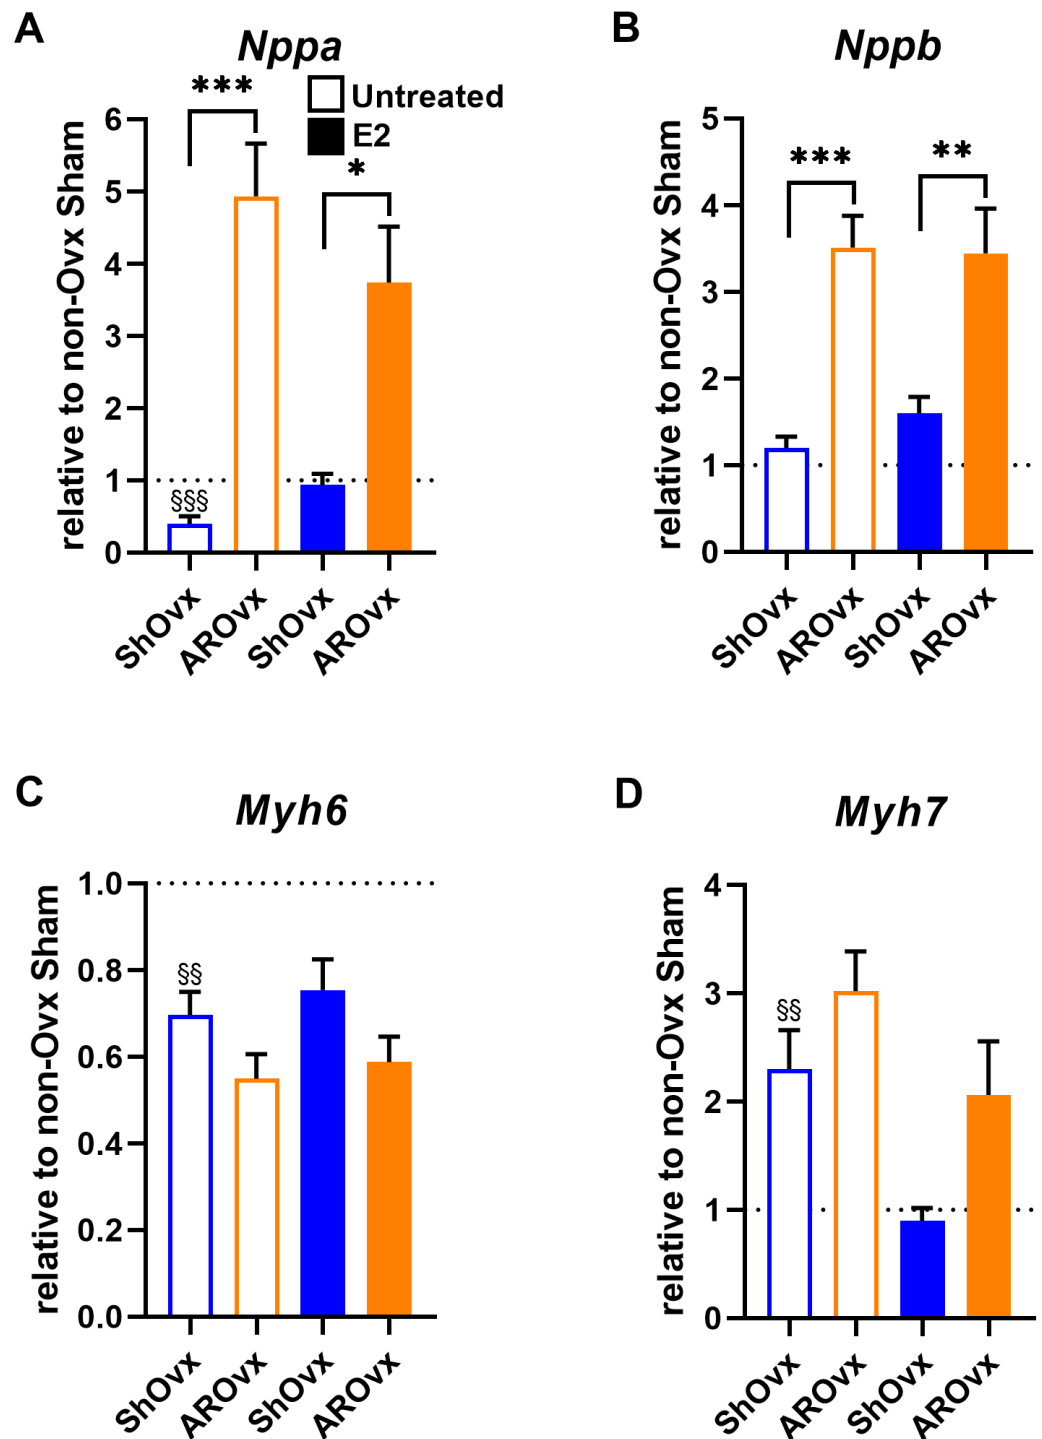 A
Nppa
***
Untreated
E2
*
relative to non-Ovx Sham
6
5
4
3
2
1
0
§§§
ShOvx
AROvx
ShOvx
AROvx
B
Nppb
***
**
relative to non-Ovx Sham
5
4
3
2
1
0
ShOvx
AROvx
ShOvx
AROvx
C
Myh6
relative to non-Ovx Sham
1.0
0.8
0.6
0.4
0.2
0.0
§§
ShOvx
AROvx
ShOvx
AROvx
D
Myh7
relative to non-Ovx Sham
4
3
2
1
0
§§
ShOvx
AROvx
ShOvx
AROvx